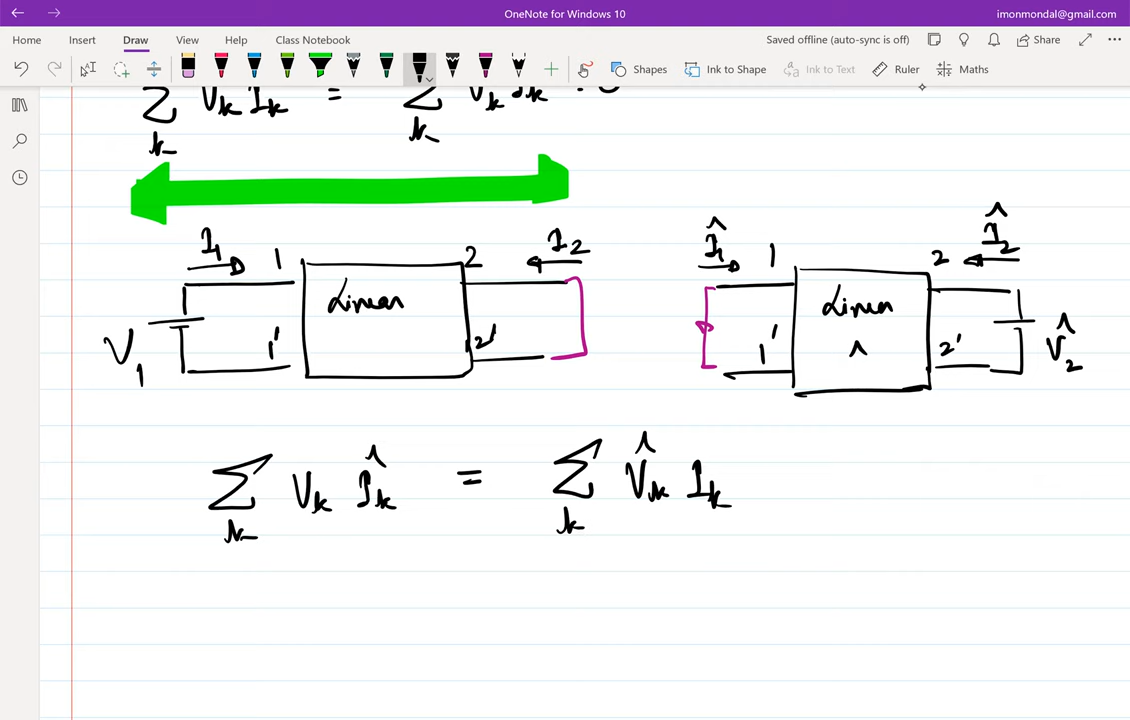 OneNote for Windows 10
imonmondal@gmail.com
Home Insert Draw View Help Class Notebook
Saved offline (auto-sync is off) Share
Shapes Ink to Shape Ink to Text Ruler Maths
∑ₖ Vₖ Iₖ = ∑ₖ
I₁ 1 2 I₂ Î₁ 1 2 Î₂
Linear Linear
V₁ 1' 2' 1' ^ 2' V̂₂
∑ₖ Vₖ Îₖ = ∑ₖ V̂ₖ Iₖ